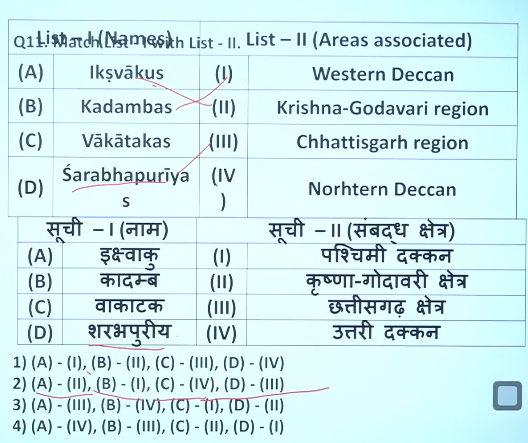 Q11. Match List - I with List - II.
List – I (Names) List – II (Areas associated)
(A) Ikṣvākus (I) Western Deccan
(B) Kadambas (II) Krishna-Godavari region
(C) Vākāṭakas (III) Chhattisgarh region
(D) Śarabhapurīya
s (IV
) Norhtern Deccan
सूची – I (नाम) सूची – II (संबद्ध क्षेत्र)
(A) इक्ष्वाकु (I) पश्चिमी दक्कन
(B) कादम्ब (II) कृष्णा-गोदावरी क्षेत्र
(C) वाकाटक (III) छत्तीसगढ़ क्षेत्र
(D) शरभपुरीय (IV) उत्तरी दक्कन
1) (A) - (I), (B) - (II), (C) - (III), (D) - (IV)
2) (A) - (II), (B) - (I), (C) - (IV), (D) - (III)
3) (A) - (III), (B) - (IV), (C) - (I), (D) - (II)
4) (A) - (IV), (B) - (III), (C) - (II), (D) - (I)